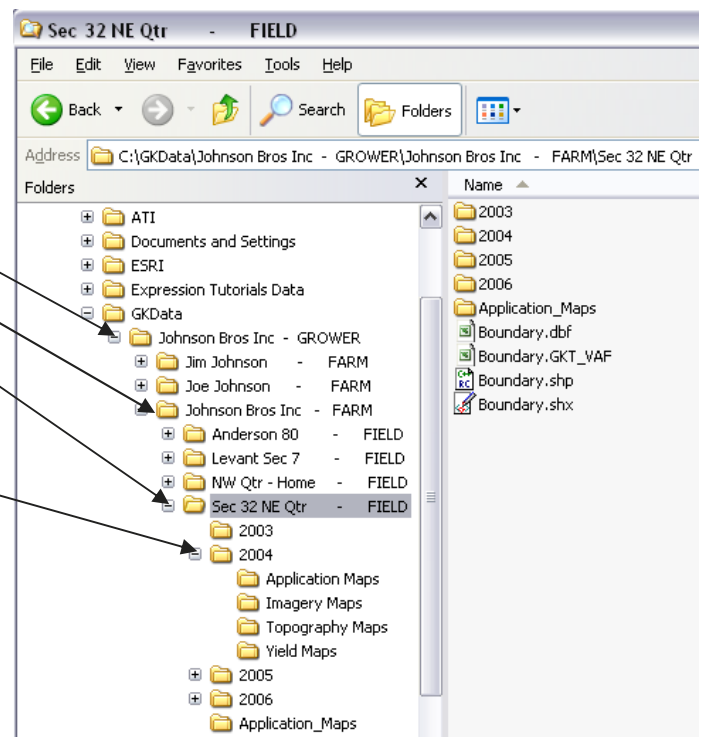 Sec 32 NE Qtr - FIELD
File Edit View Favorites Tools Help
Back Search Folders
Address C:\GKData\Johnson Bros Inc - GROWER\Johnson Bros Inc - FARM\Sec 32 NE Qtr
Folders × Name
ATI
Documents and Settings
ESRI
Expression Tutorials Data
GKData
Johnson Bros Inc - GROWER
Jim Johnson - FARM
Joe Johnson - FARM
Johnson Bros Inc - FARM
Anderson 80 - FIELD
Levant Sec 7 - FIELD
NW Qtr - Home - FIELD
Sec 32 NE Qtr - FIELD
2003
2004
Application Maps
Imagery Maps
Topography Maps
Yield Maps
2005
2006
Application_Maps
2003
2004
2005
2006
Application_Maps
Boundary.dbf
Boundary.GKT_VAF
Boundary.shp
Boundary.shx